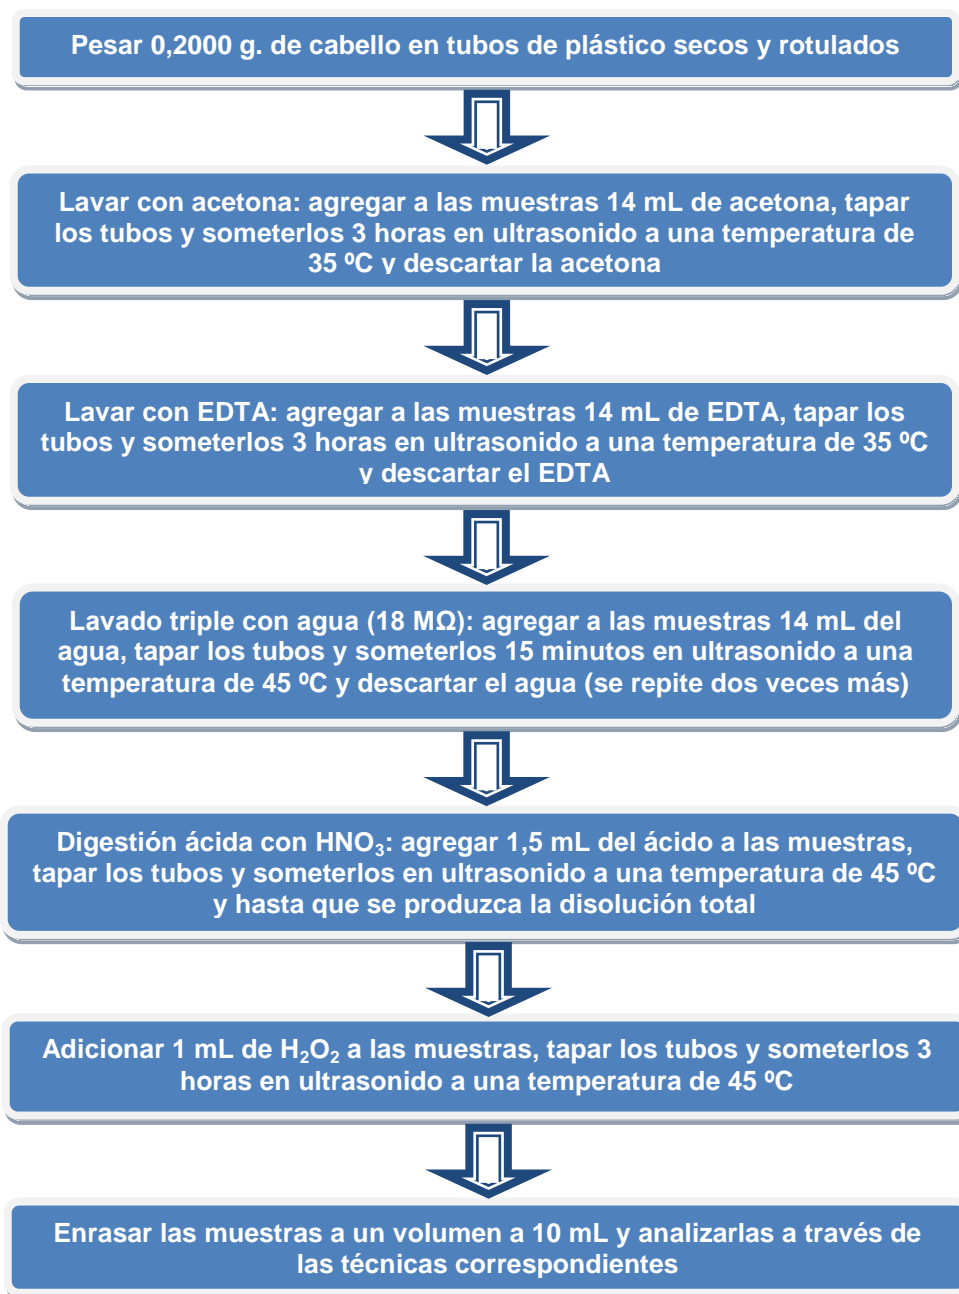 Pesar 0,2000 g. de cabello en tubos de plástico secos y rotulados
Lavar con acetona: agregar a las muestras 14 mL de acetona, tapar
los tubos y someterlos 3 horas en ultrasonido a una temperatura de
35 ºC y descartar la acetona
Lavar con EDTA: agregar a las muestras 14 mL de EDTA, tapar los
tubos y someterlos 3 horas en ultrasonido a una temperatura de 35 ºC
y descartar el EDTA
Lavado triple con agua (18 MΩ): agregar a las muestras 14 mL del
agua, tapar los tubos y someterlos 15 minutos en ultrasonido a una
temperatura de 45 ºC y descartar el agua (se repite dos veces más)
Digestión ácida con HNO₃: agregar 1,5 mL del ácido a las muestras,
tapar los tubos y someterlos en ultrasonido a una temperatura de 45 ºC
y hasta que se produzca la disolución total
Adicionar 1 mL de H₂O₂ a las muestras, tapar los tubos y someterlos 3
horas en ultrasonido a una temperatura de 45 ºC
Enrasar las muestras a un volumen a 10 mL y analizarlas a través de
las técnicas correspondientes